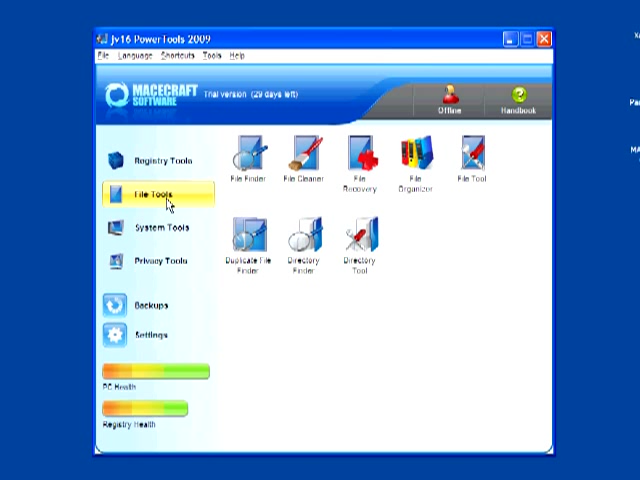 jv16 PowerTools 2009
File Language Shortcuts Tools Help
MACECRAFT
SOFTWARE
Trial version (29 days left)
Offline
Handbook
Registry Tools
File Tools
System Tools
Privacy Tools
Backups
Settings
PC Health
Registry Health
File Finder
File Cleaner
File
Recovery
File
Organizer
File Tool
Duplicate File
Finder
Directory
Finder
Directory
Tool